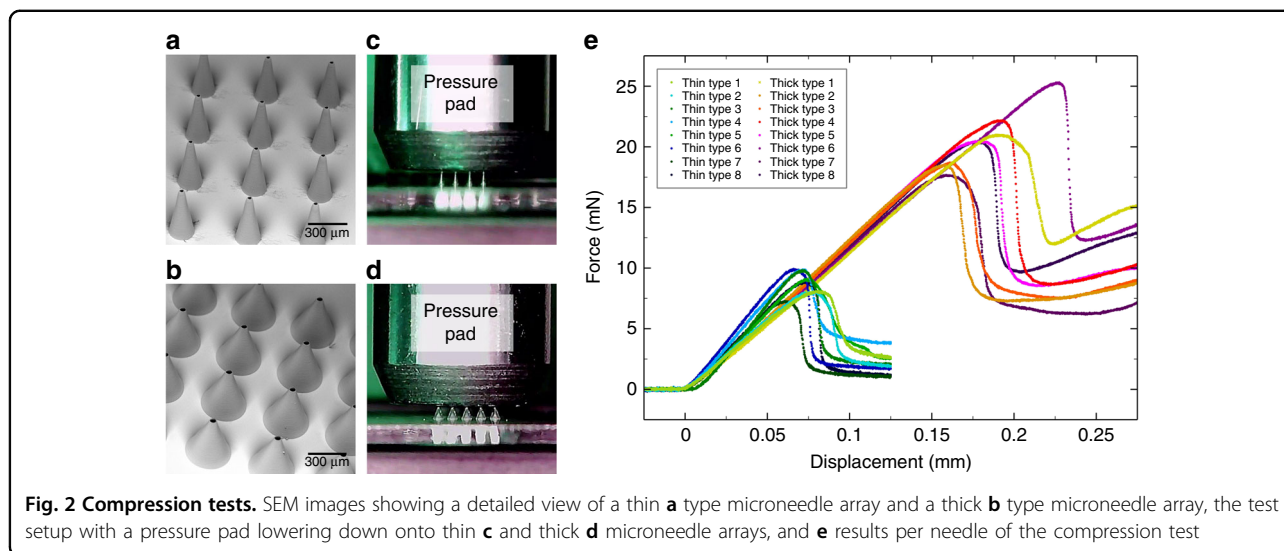 a
300 µm
b
300 µm
c
Pressure
pad
d
Pressure
pad
e
Force (mN)
25
20
15
10
5
0
Thin type 1 Thick type 1
Thin type 2 Thick type 2
Thin type 3 Thick type 3
Thin type 4 Thick type 4
Thin type 5 Thick type 5
Thin type 6 Thick type 6
Thin type 7 Thick type 7
Thin type 8 Thick type 8
0 0.05 0.1 0.15 0.2 0.25
Displacement (mm)
Fig. 2 Compression tests. SEM images showing a detailed view of a thin a type microneedle array and a thick b type microneedle array, the test
setup with a pressure pad lowering down onto thin c and thick d microneedle arrays, and e results per needle of the compression test